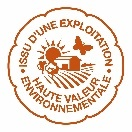 • ISSU D'UNE EXPLOITATION •
HAUTE VALEUR
ENVIRONNEMENTALE